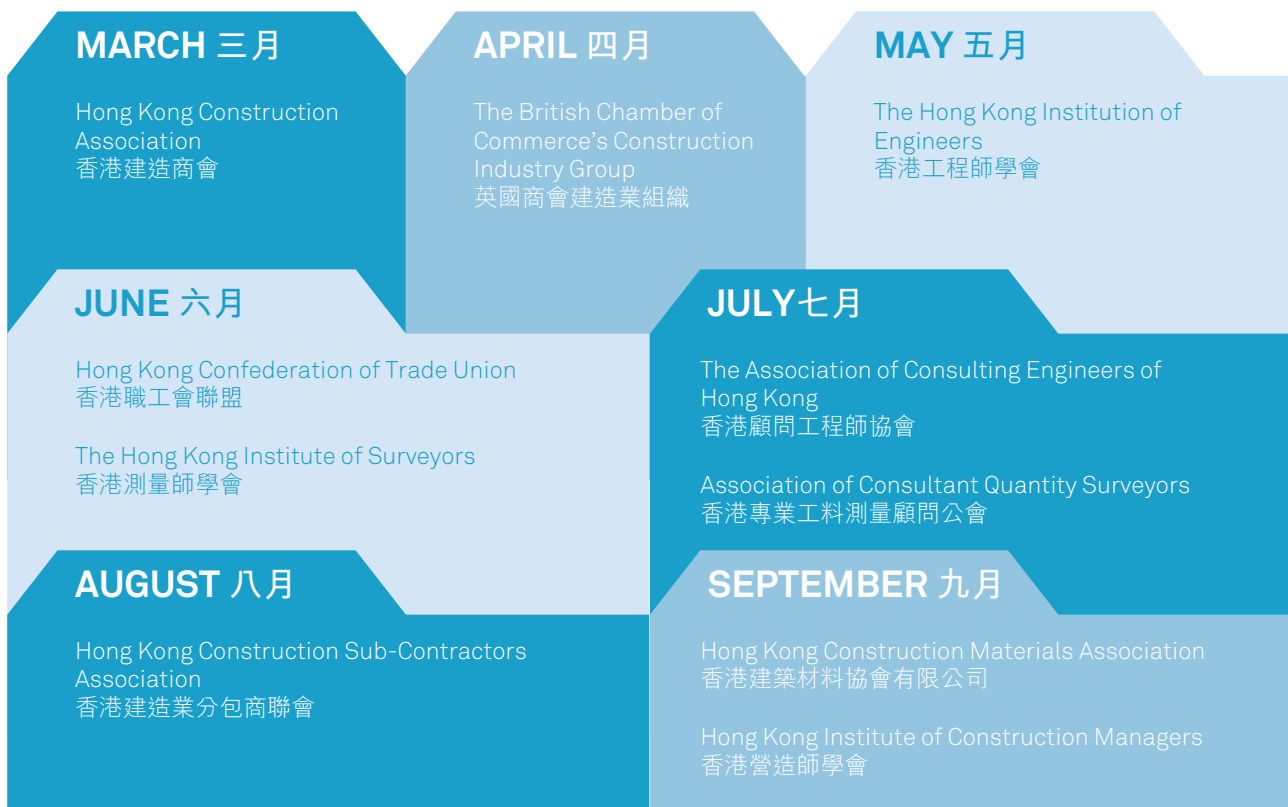 MARCH 三月
Hong Kong Construction
Association
香港建造商會
APRIL 四月
The British Chamber of
Commerce’s Construction
Industry Group
英國商會建造業組織
MAY 五月
The Hong Kong Institution of
Engineers
香港工程師學會
JUNE 六月
Hong Kong Confederation of Trade Union
香港職工會聯盟
The Hong Kong Institute of Surveyors
香港測量師學會
JULY七月
The Association of Consulting Engineers of
Hong Kong
香港顧問工程師協會
Association of Consultant Quantity Surveyors
香港專業工料測量顧問公會
AUGUST 八月
Hong Kong Construction Sub-Contractors
Association
香港建造業分包商聯會
SEPTEMBER 九月
Hong Kong Construction Materials Association
香港建築材料協會有限公司
Hong Kong Institute of Construction Managers
香港營造師學會